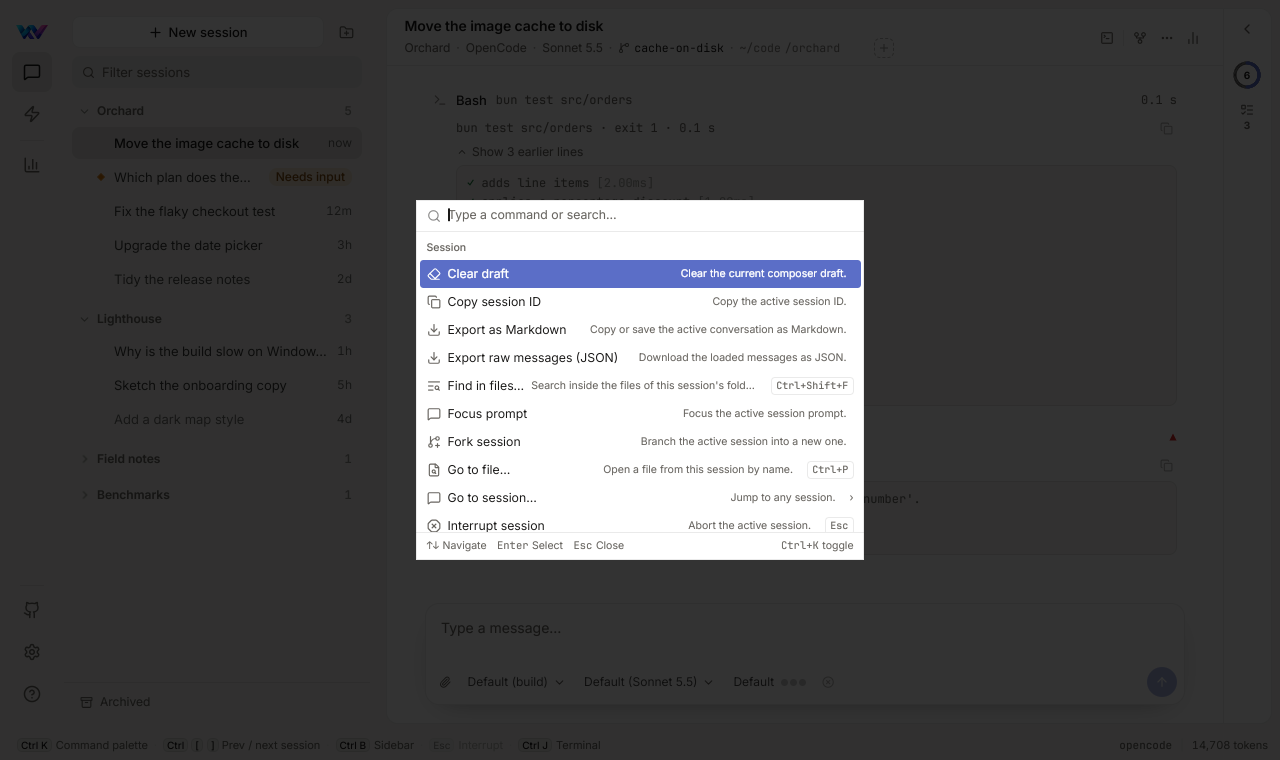 New session
Filter sessions
Orchard 5
Move the image cache to disk now
Which plan does the... Needs input
Fix the flaky checkout test 12m
Upgrade the date picker 3h
Tidy the release notes 2d
Lighthouse 3
Why is the build slow on Window... 1h
Sketch the onboarding copy 5h
Add a dark map style 4d
Field notes 1
Benchmarks 1
Archived
Move the image cache to disk
Orchard · OpenCode · Sonnet 5.5 · cache-on-disk · ~/code/orchard
Bash bun test src/orders 0.1 s
bun test src/orders · exit 1 · 0.1 s
Show 3 earlier lines
✓ adds line items [2.00ms]
number'.
6
3
Type a command or search...
Session
Clear draft Clear the current composer draft.
Copy session ID Copy the active session ID.
Export as Markdown Copy or save the active conversation as Markdown.
Export raw messages (JSON) Download the loaded messages as JSON.
Find in files... Search inside the files of this session's fold... Ctrl+Shift+F
Focus prompt Focus the active session prompt.
Fork session Branch the active session into a new one.
Go to file... Open a file from this session by name. Ctrl+P
Go to session... Jump to any session. ›
Interrupt session Abort the active session. Esc
Navigate Enter Select Esc Close Ctrl+K toggle
Type a message...
Default (build) Default (Sonnet 5.5) Default
Ctrl K Command palette Ctrl [ ] Prev / next session Ctrl B Sidebar Esc Interrupt Ctrl J Terminal opencode 14,708 tokens